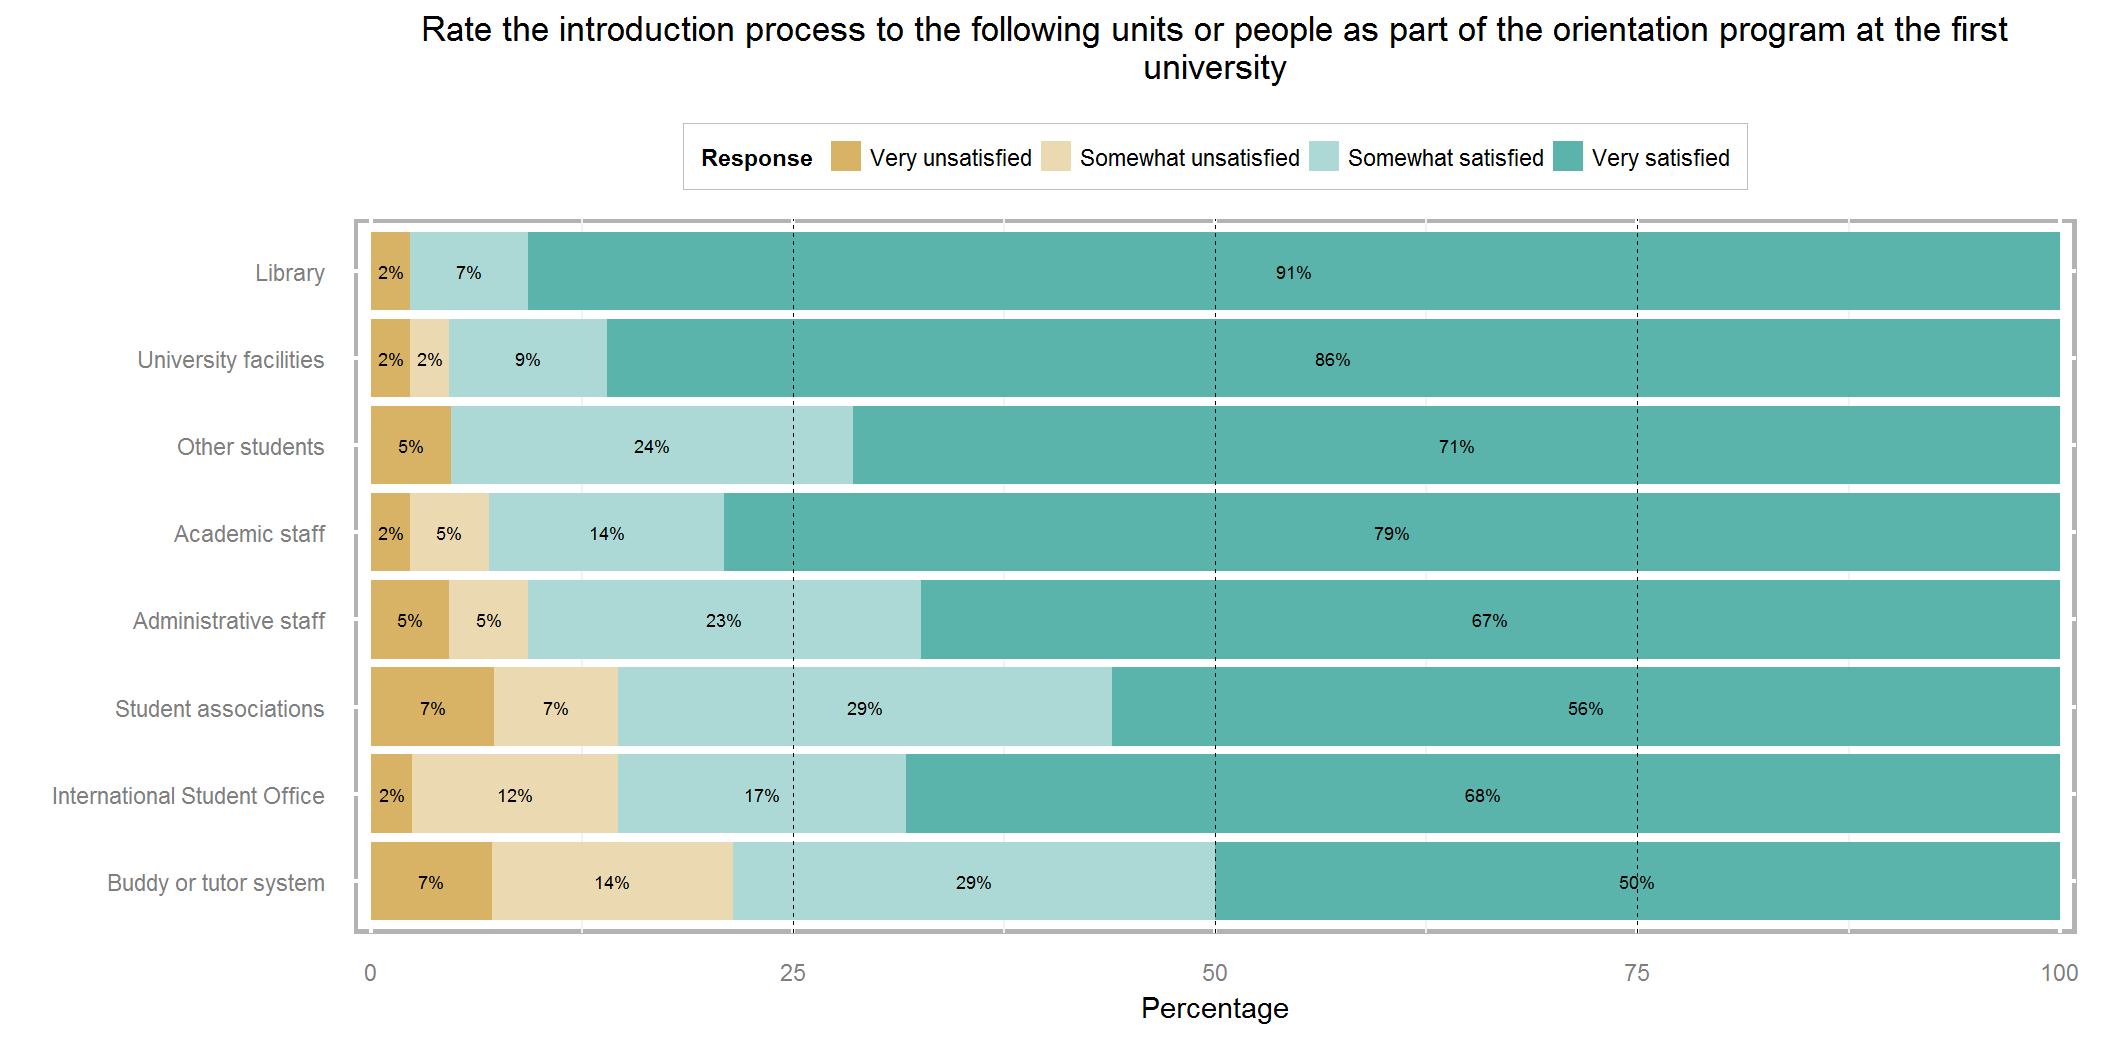 Rate the introduction process to the following units or people as part of the orientation program at the first
university
Response Very unsatisfied Somewhat unsatisfied Somewhat satisfied Very satisfied
Library 2% 7% 91%
University facilities 2% 2% 9% 86%
Other students 5% 24% 71%
Academic staff 2% 5% 14% 79%
Administrative staff 5% 5% 23% 67%
Student associations 7% 7% 29% 56%
International Student Office 2% 12% 17% 68%
Buddy or tutor system 7% 14% 29% 50%
0 25 50 75 100
Percentage